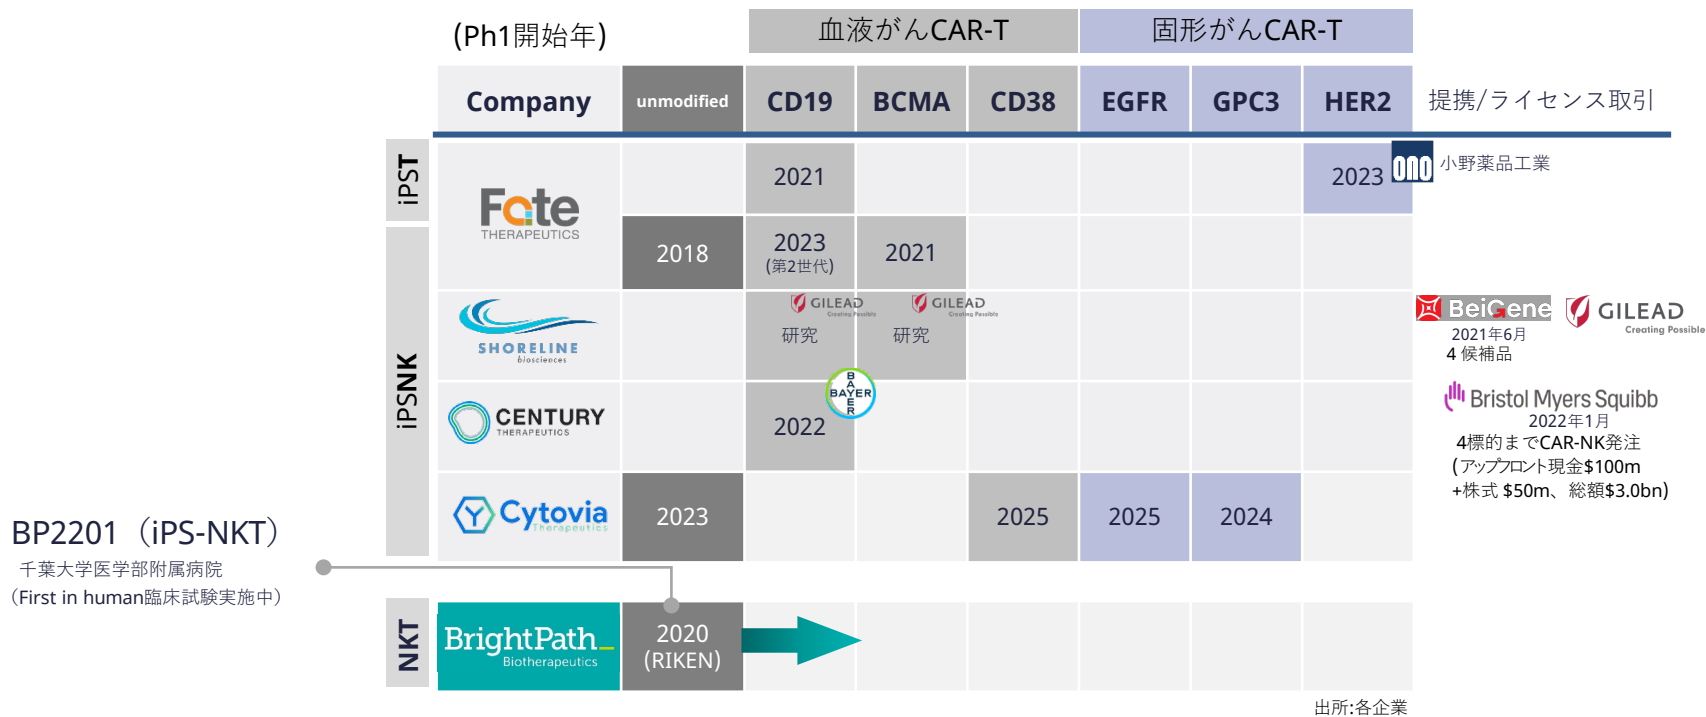 (Ph1開始年)
血液がんCAR-T
固形がんCAR-T
Company
unmodified
CD19
BCMA
CD38
EGFR
GPC3
HER2
提携/ライセンス取引
iPST
Fate
THERAPEUTICS
2021
2023
ono
小野薬品工業
iPSNK
2018
2023
(第2世代)
2021
SHORELINE
biosciences
GILEAD
Creating Possible
研究
GILEAD
Creating Possible
研究
BeiGene
2021年6月
4 候補品
GILEAD
Creating Possible
CENTURY
THERAPEUTICS
2022
BAYER
BAYER
Bristol Myers Squibb
2022年1月
4標的までCAR-NK発注
(アップフロント現金$100m
+株式 $50m、総額$3.0bn)
Cytovia
Therapeutics
2023
2025
2025
2024
BP2201（iPS-NKT）
千葉大学医学部附属病院
（First in human臨床試験実施中）
NKT
BrightPath_
Biotherapeutics
2020
(RIKEN)
出所:各企業